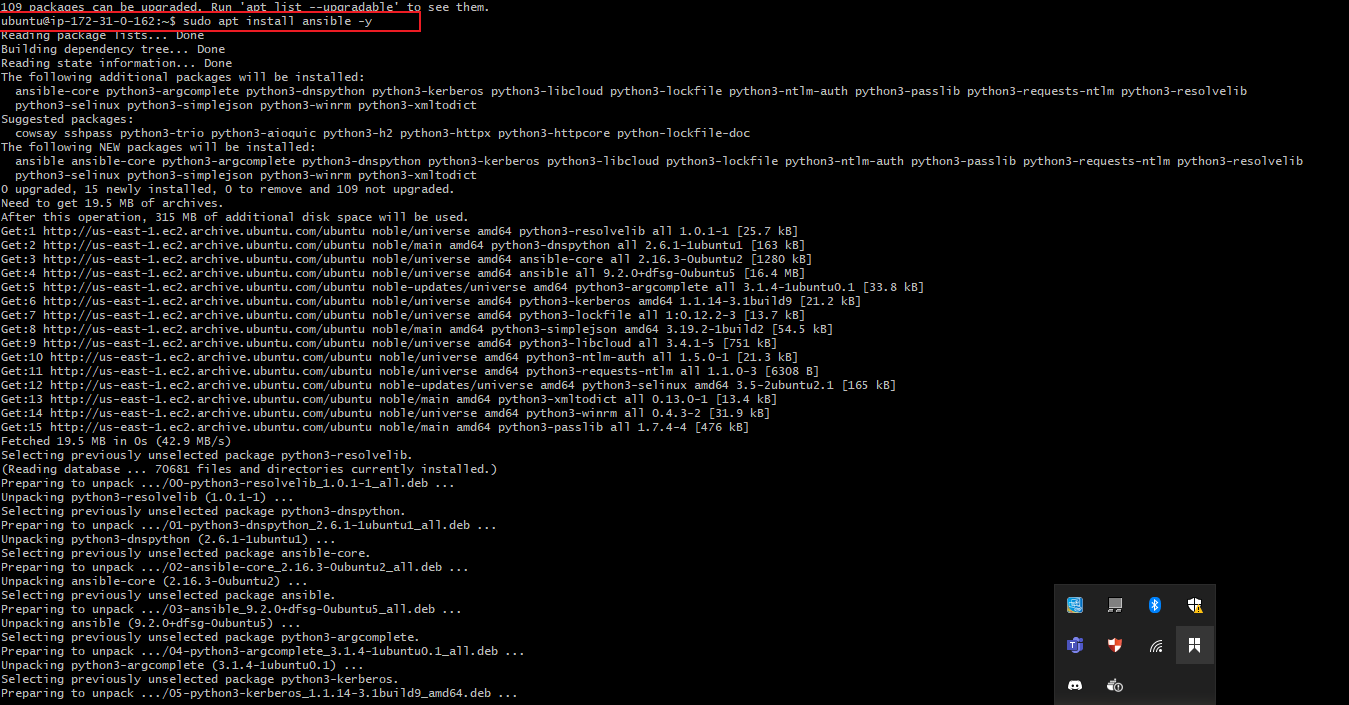 109 packages can be upgraded. Run 'apt list --upgradable' to see them.
ubuntu@ip-172-31-0-162:~$ sudo apt install ansible -y
Reading package lists... Done
Building dependency tree... Done
Reading state information... Done
The following additional packages will be installed:
  ansible-core python3-argcomplete python3-dnspython python3-kerberos python3-libcloud python3-lockfile python3-ntlm-auth python3-passlib python3-requests-ntlm python3-resolvelib
  python3-selinux python3-simplejson python3-winrm python3-xmltodict
Suggested packages:
  cowsay sshpass python3-trio python3-aioquic python3-h2 python3-httpx python3-httpcore python-lockfile-doc
The following NEW packages will be installed:
  ansible ansible-core python3-argcomplete python3-dnspython python3-kerberos python3-libcloud python3-lockfile python3-ntlm-auth python3-passlib python3-requests-ntlm python3-resolvelib
  python3-selinux python3-simplejson python3-winrm python3-xmltodict
0 upgraded, 15 newly installed, 0 to remove and 109 not upgraded.
Need to get 19.5 MB of archives.
After this operation, 315 MB of additional disk space will be used.
Get:1 http://us-east-1.ec2.archive.ubuntu.com/ubuntu noble/universe amd64 python3-resolvelib all 1.0.1-1 [25.7 kB]
Get:2 http://us-east-1.ec2.archive.ubuntu.com/ubuntu noble/main amd64 python3-dnspython all 2.6.1-1ubuntu1 [163 kB]
Get:3 http://us-east-1.ec2.archive.ubuntu.com/ubuntu noble/universe amd64 ansible-core all 2.16.3-0ubuntu2 [1280 kB]
Get:4 http://us-east-1.ec2.archive.ubuntu.com/ubuntu noble/universe amd64 ansible all 9.2.0+dfsg-0ubuntu5 [16.4 MB]
Get:5 http://us-east-1.ec2.archive.ubuntu.com/ubuntu noble-updates/universe amd64 python3-argcomplete all 3.1.4-1ubuntu0.1 [33.8 kB]
Get:6 http://us-east-1.ec2.archive.ubuntu.com/ubuntu noble/universe amd64 python3-kerberos amd64 1.1.14-3.1build9 [21.2 kB]
Get:7 http://us-east-1.ec2.archive.ubuntu.com/ubuntu noble/universe amd64 python3-lockfile all 1:0.12.2-3 [13.7 kB]
Get:8 http://us-east-1.ec2.archive.ubuntu.com/ubuntu noble/main amd64 python3-simplejson amd64 3.19.2-1build2 [54.5 kB]
Get:9 http://us-east-1.ec2.archive.ubuntu.com/ubuntu noble/universe amd64 python3-libcloud all 3.4.1-5 [751 kB]
Get:10 http://us-east-1.ec2.archive.ubuntu.com/ubuntu noble/universe amd64 python3-ntlm-auth all 1.5.0-1 [21.3 kB]
Get:11 http://us-east-1.ec2.archive.ubuntu.com/ubuntu noble/universe amd64 python3-requests-ntlm all 1.1.0-3 [6308 B]
Get:12 http://us-east-1.ec2.archive.ubuntu.com/ubuntu noble-updates/universe amd64 python3-selinux amd64 3.5-2ubuntu2.1 [165 kB]
Get:13 http://us-east-1.ec2.archive.ubuntu.com/ubuntu noble/main amd64 python3-xmltodict all 0.13.0-1 [13.4 kB]
Get:14 http://us-east-1.ec2.archive.ubuntu.com/ubuntu noble/universe amd64 python3-winrm all 0.4.3-2 [31.9 kB]
Get:15 http://us-east-1.ec2.archive.ubuntu.com/ubuntu noble/main amd64 python3-passlib all 1.7.4-4 [476 kB]
Fetched 19.5 MB in 0s (42.9 MB/s)
Selecting previously unselected package python3-resolvelib.
(Reading database ... 70681 files and directories currently installed.)
Preparing to unpack .../00-python3-resolvelib_1.0.1-1_all.deb ...
Unpacking python3-resolvelib (1.0.1-1) ...
Selecting previously unselected package python3-dnspython.
Preparing to unpack .../01-python3-dnspython_2.6.1-1ubuntu1_all.deb ...
Unpacking python3-dnspython (2.6.1-1ubuntu1) ...
Selecting previously unselected package ansible-core.
Preparing to unpack .../02-ansible-core_2.16.3-0ubuntu2_all.deb ...
Unpacking ansible-core (2.16.3-0ubuntu2) ...
Selecting previously unselected package ansible.
Preparing to unpack .../03-ansible_9.2.0+dfsg-0ubuntu5_all.deb ...
Unpacking ansible (9.2.0+dfsg-0ubuntu5) ...
Selecting previously unselected package python3-argcomplete.
Preparing to unpack .../04-python3-argcomplete_3.1.4-1ubuntu0.1_all.deb ...
Unpacking python3-argcomplete (3.1.4-1ubuntu0.1) ...
Selecting previously unselected package python3-kerberos.
Preparing to unpack .../05-python3-kerberos_1.1.14-3.1build9_amd64.deb ...